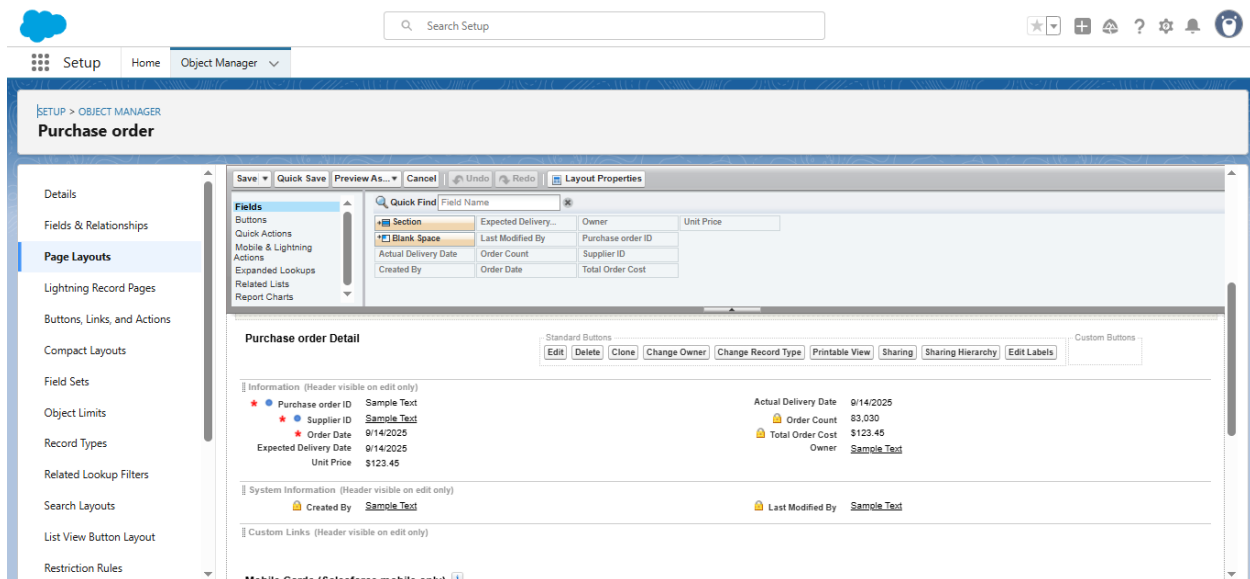 Search Setup
Setup
Home
Object Manager
SETUP > OBJECT MANAGER
Purchase order
Details
Fields & Relationships
Page Layouts
Lightning Record Pages
Buttons, Links, and Actions
Compact Layouts
Field Sets
Object Limits
Record Types
Related Lookup Filters
Search Layouts
List View Button Layout
Restriction Rules
Save Quick Save Preview As... Cancel Undo Redo Layout Properties
Fields
Buttons
Quick Actions
Mobile & Lightning
Actions
Expanded Lookups
Related Lists
Report Charts
Quick Find Field Name
Section Expected Delivery... Owner Unit Price
Blank Space Last Modified By Purchase order ID
Actual Delivery Date Order Count Supplier ID
Created By Order Date Total Order Cost
Purchase order Detail
Standard Buttons
Edit Delete Clone Change Owner Change Record Type Printable View Sharing Sharing Hierarchy Edit Labels
Custom Buttons
Information (Header visible on edit only)
Purchase order ID Sample Text
Supplier ID Sample Text
Order Date 9/14/2025
Expected Delivery Date 9/14/2025
Unit Price $123.45
Actual Delivery Date 9/14/2025
Order Count 83,030
Total Order Cost $123.45
Owner Sample Text
System Information (Header visible on edit only)
Created By Sample Text
Last Modified By Sample Text
Custom Links (Header visible on edit only)
Mobile Cards (Salesforce mobile only)